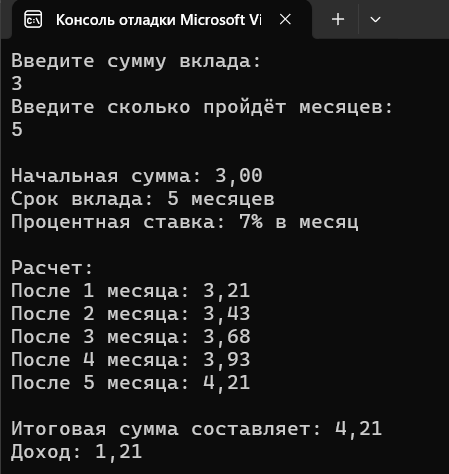 Консоль отладки Microsoft Vi
Введите сумму вклада:
3
Введите сколько пройдёт месяцев:
5
Начальная сумма: 3,00
Срок вклада: 5 месяцев
Процентная ставка: 7% в месяц
Расчет:
После 1 месяца: 3,21
После 2 месяца: 3,43
После 3 месяца: 3,68
После 4 месяца: 3,93
После 5 месяца: 4,21
Итоговая сумма составляет: 4,21
Доход: 1,21